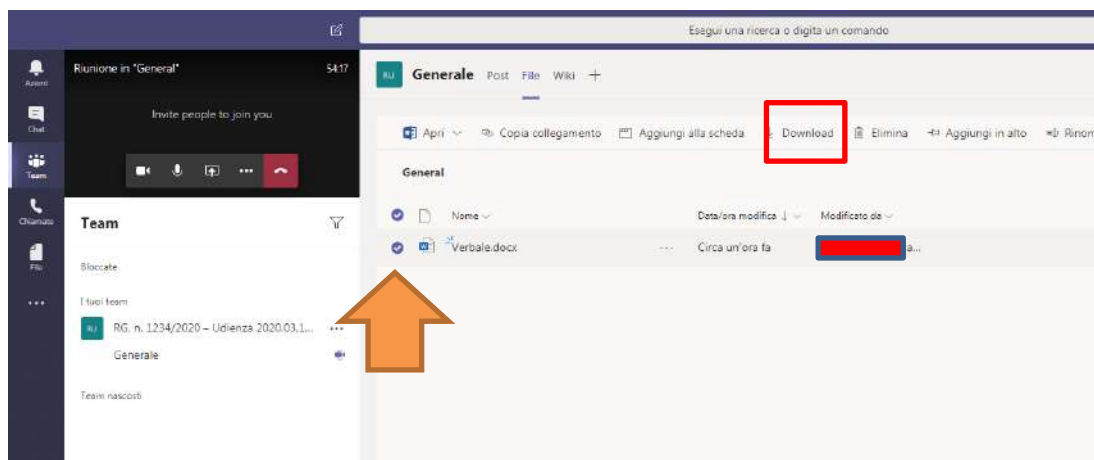 Esegui una ricerca o digita un comando
Riunione in "General" 54:17
Invite people to join you
RU Generale Post File Wiki +
Chat
Team
File
Apri Copia collegamento Aggiungi alla scheda Download Elimina Aggiungi in alto Rinom
General
Nome Data/ora modifica ↓ Modificato da
Verbale.docx ... Circa un'ora fa a...
Team
Bloccate
I tuoi team
RU RG. n. 1234/2020 – Udienza 2020.03.1... ...
Generale
Team nascosti